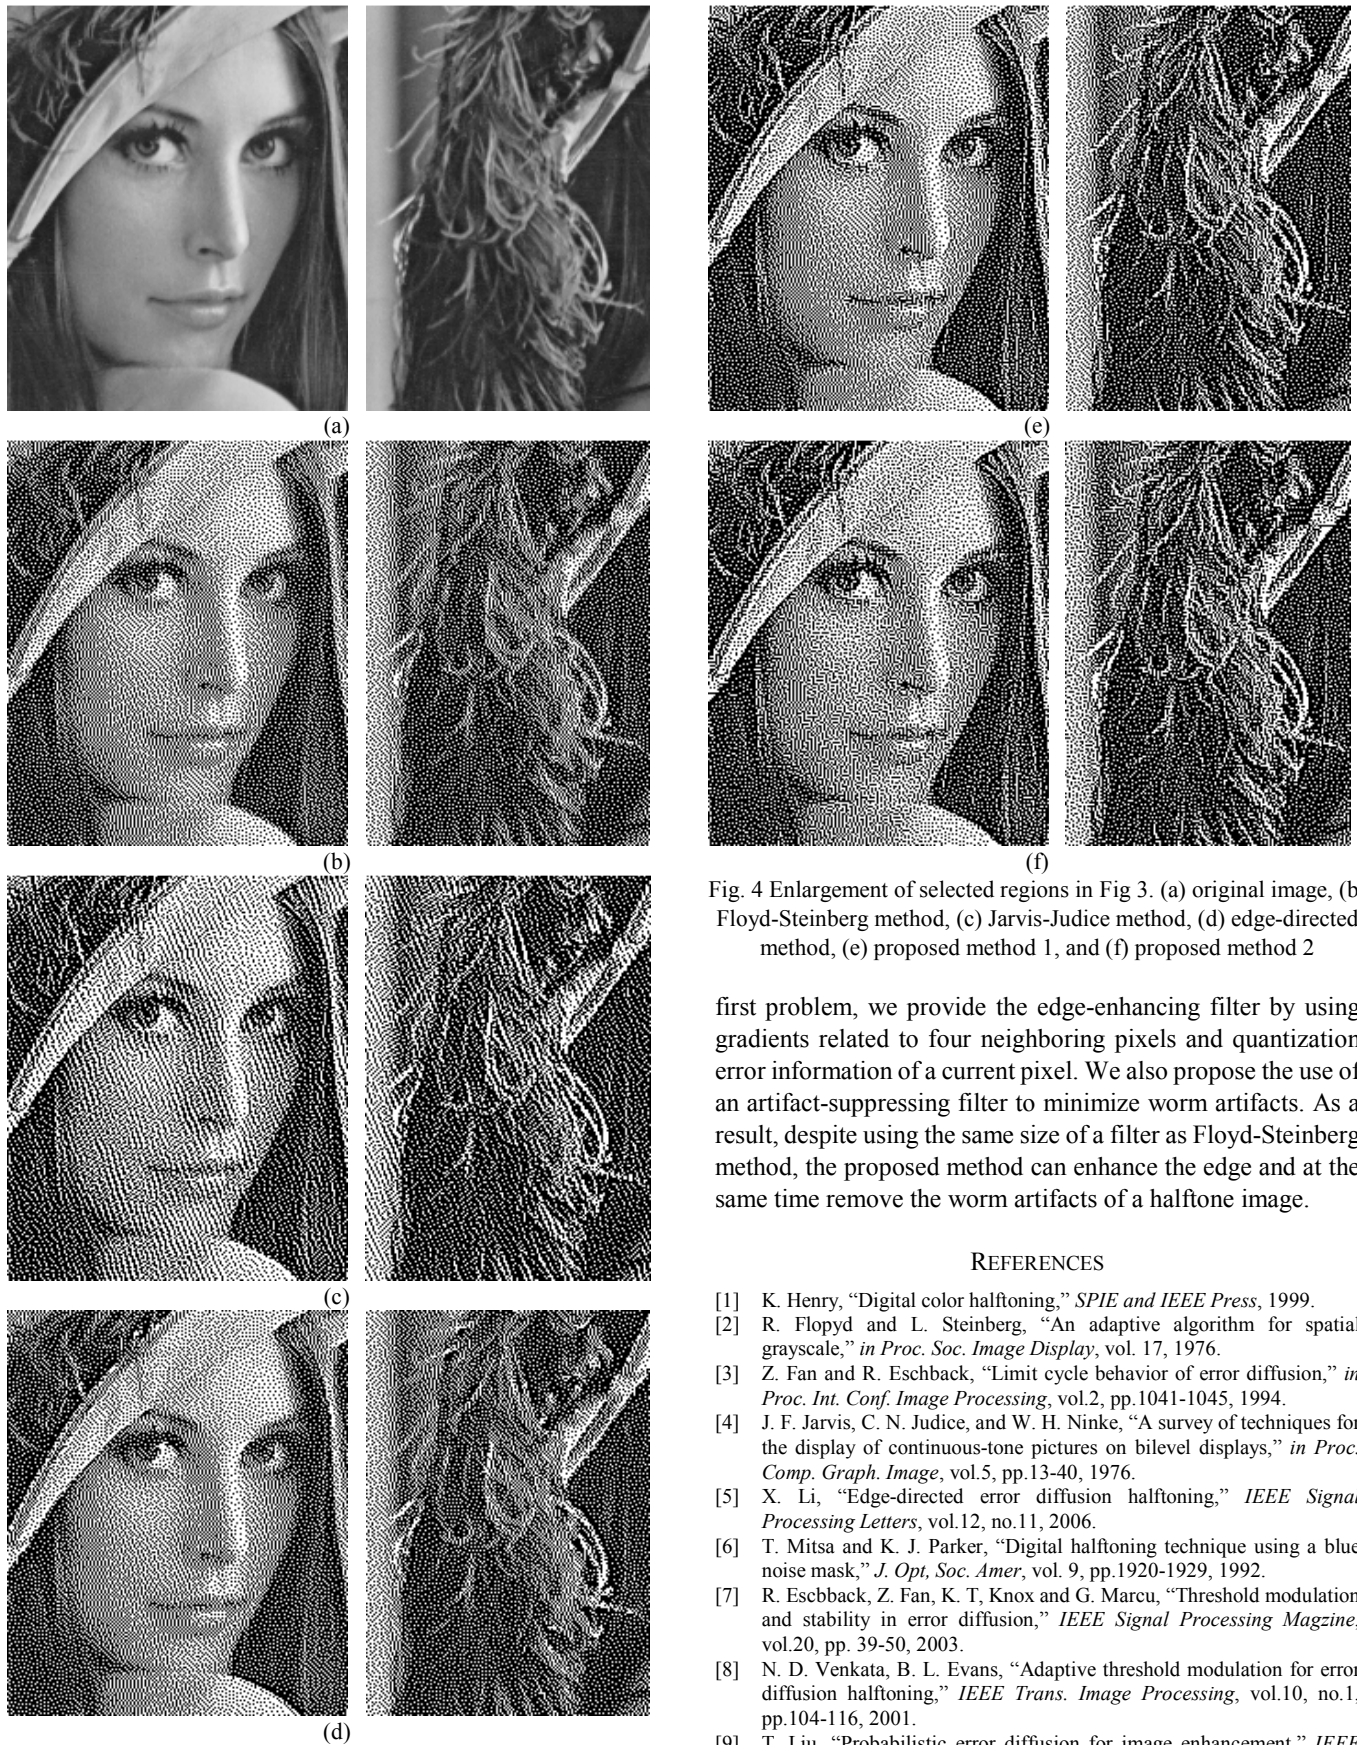 (a)
(b)
(c)
(d)
(e)
(f)
Fig. 4 Enlargement of selected regions in Fig 3. (a) original image, (b
Floyd-Steinberg method, (c) Jarvis-Judice method, (d) edge-directed
method, (e) proposed method 1, and (f) proposed method 2
first problem, we provide the edge-enhancing filter by using
gradients related to four neighboring pixels and quantization
error information of a current pixel. We also propose the use of
an artifact-suppressing filter to minimize worm artifacts. As a
result, despite using the same size of a filter as Floyd-Steinberg
method, the proposed method can enhance the edge and at the
same time remove the worm artifacts of a halftone image.
REFERENCES
[1] K. Henry, “Digital color halftoning,” SPIE and IEEE Press, 1999.
[2] R. Flopyd and L. Steinberg, “An adaptive algorithm for spatial
grayscale,” in Proc. Soc. Image Display, vol. 17, 1976.
[3] Z. Fan and R. Eschback, “Limit cycle behavior of error diffusion,” in
Proc. Int. Conf. Image Processing, vol.2, pp.1041-1045, 1994.
[4] J. F. Jarvis, C. N. Judice, and W. H. Ninke, “A survey of techniques for
the display of continuous-tone pictures on bilevel displays,” in Proc.
Comp. Graph. Image, vol.5, pp.13-40, 1976.
[5] X. Li, “Edge-directed error diffusion halftoning,” IEEE Signal
Processing Letters, vol.12, no.11, 2006.
[6] T. Mitsa and K. J. Parker, “Digital halftoning technique using a blue
noise mask,” J. Opt, Soc. Amer, vol. 9, pp.1920-1929, 1992.
[7] R. Escbback, Z. Fan, K. T, Knox and G. Marcu, “Threshold modulation
and stability in error diffusion,” IEEE Signal Processing Magzine,
vol.20, pp. 39-50, 2003.
[8] N. D. Venkata, B. L. Evans, “Adaptive threshold modulation for error
diffusion halftoning,” IEEE Trans. Image Processing, vol.10, no.1,
pp.104-116, 2001.
[9] T. Liu, “Probabilistic error diffusion for image enhancement,” IEEE